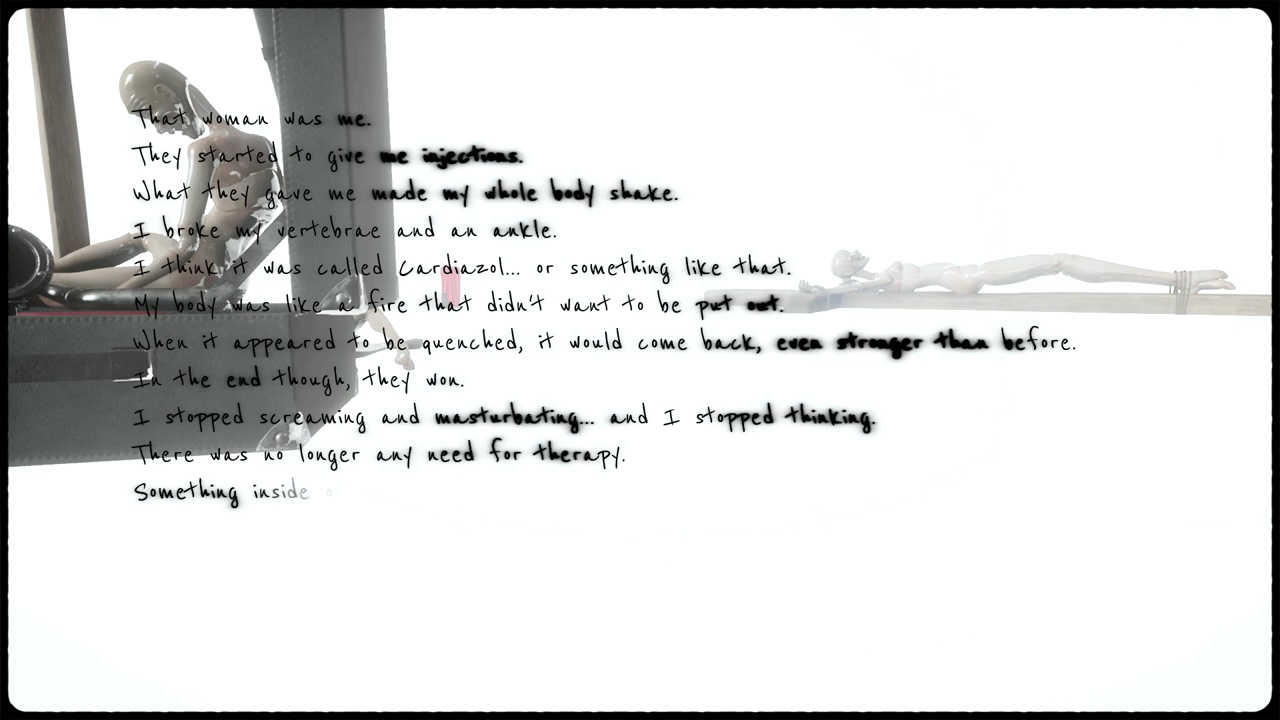 That woman was me.
They started to give me injections.
What they gave me made my whole body shake.
I broke my vertebrae and an ankle.
I think it was called Cardiazol... or something like that.
My body was like a fire that didn't want to be put out.
When it appeared to be quenched, it would come back, even stronger than before.
In the end though, they won.
I stopped screaming and masturbating... and I stopped thinking.
There was no longer any need for therapy.
Something inside o